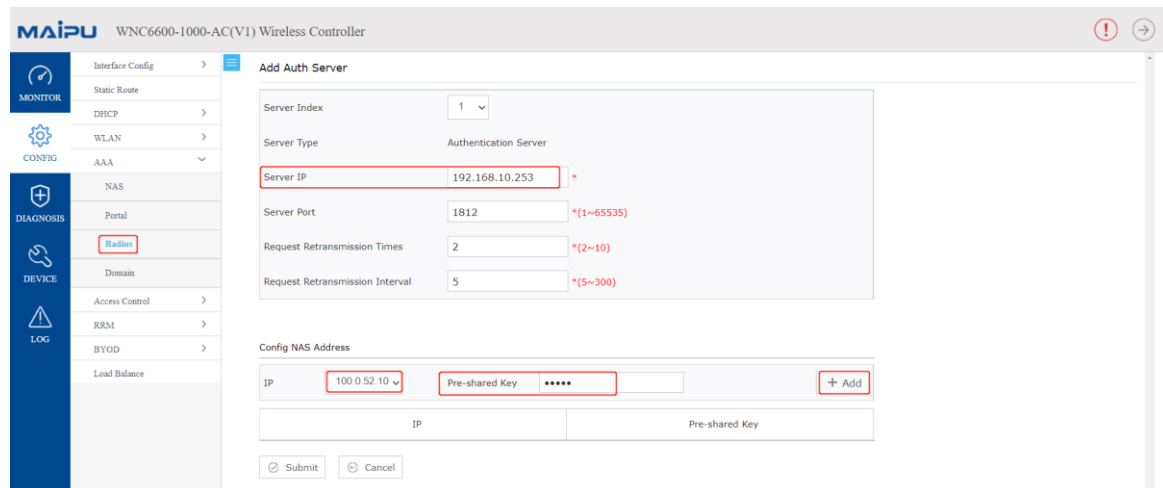 MAIPU WNC6600-1000-AC(V1) Wireless Controller
MONITOR
CONFIG
DIAGNOSIS
DEVICE
LOG
Interface Config
Static Route
DHCP
WLAN
AAA
NAS
Portal
Radius
Domain
Access Control
RRM
BYOD
Load Balance
Add Auth Server
Server Index 1
Server Type Authentication Server
Server IP 192.168.10.253 *
Server Port 1812 *(1~65535)
Request Retransmission Times 2 *(2~10)
Request Retransmission Interval 5 *(5~300)
Config NAS Address
IP 100.0.52.10 Pre-shared Key ••••• + Add
IP Pre-shared Key
Submit Cancel